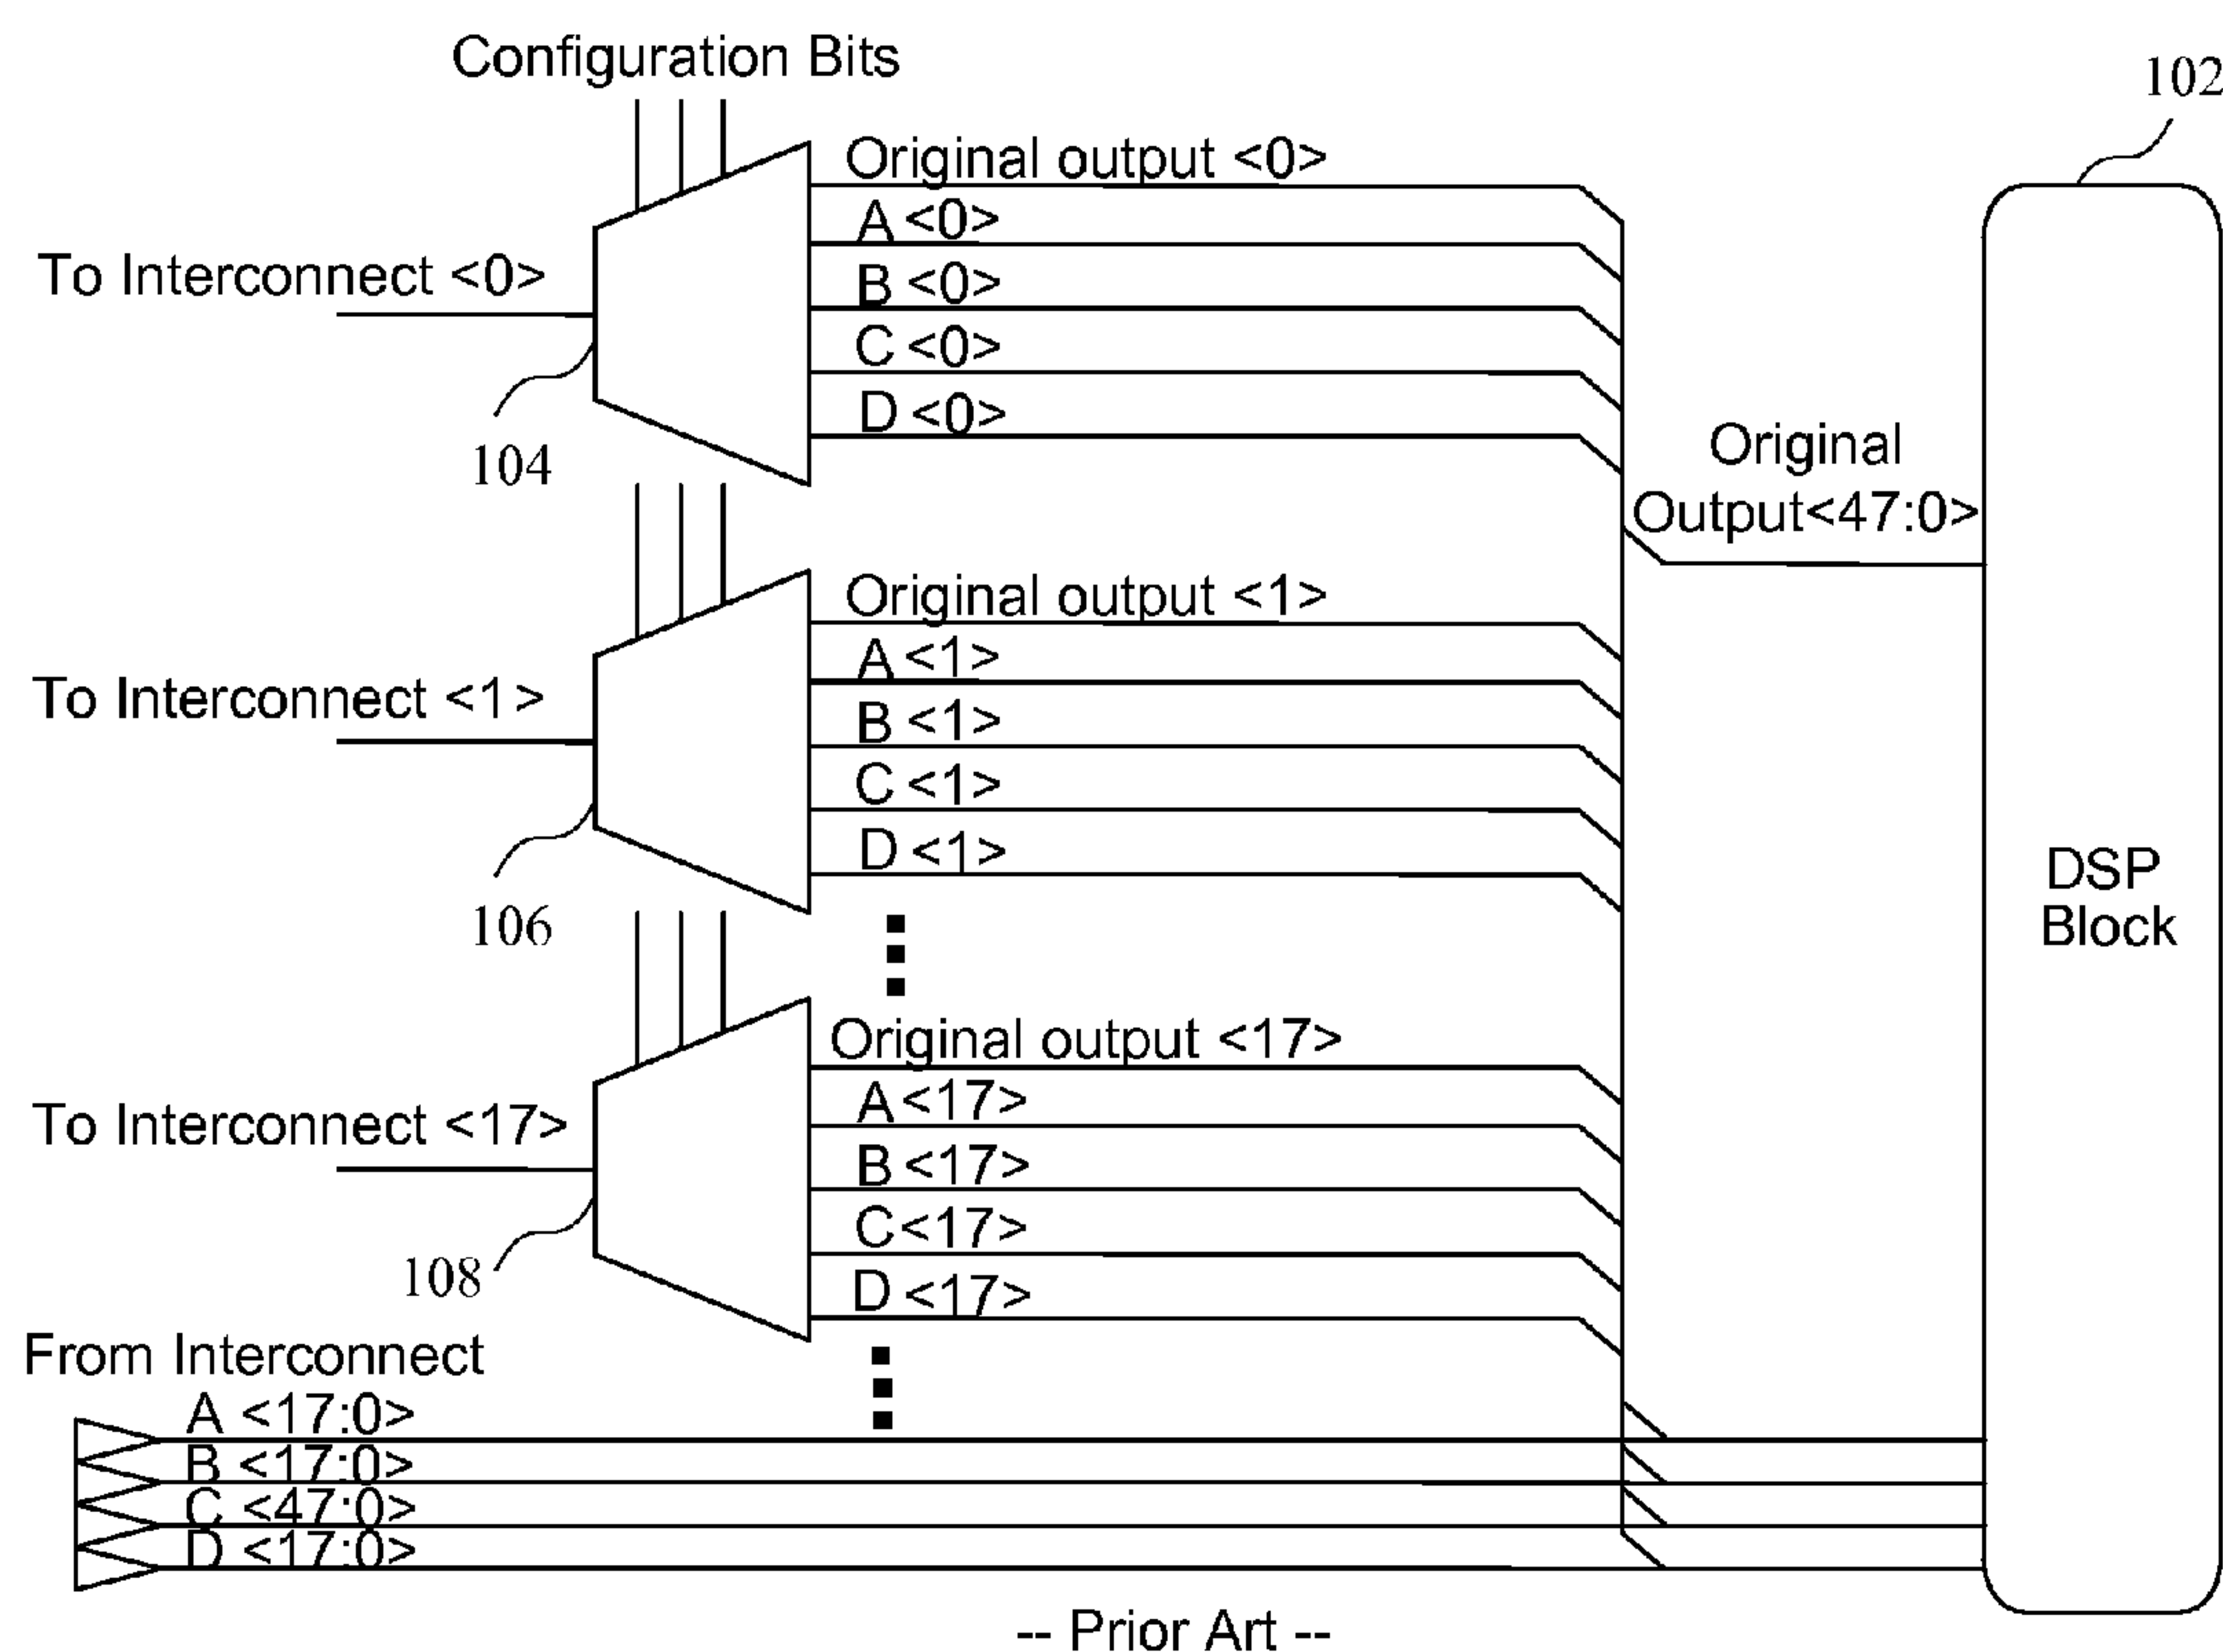 Configuration Bits
102
Original output <0>
A <0>
To Interconnect <0>
B <0>
C <0>
D <0>
104
Original
Output<47:0>
Original output <1>
A <1>
To Interconnect <1>
B <1>
C <1>
D <1>
106
DSP
Block
Original output <17>
A <17>
To Interconnect <17>
B <17>
C <17>
D <17>
108
From Interconnect
A <17:0>
B <17:0>
C <47:0>
D <17:0>
-- Prior Art --